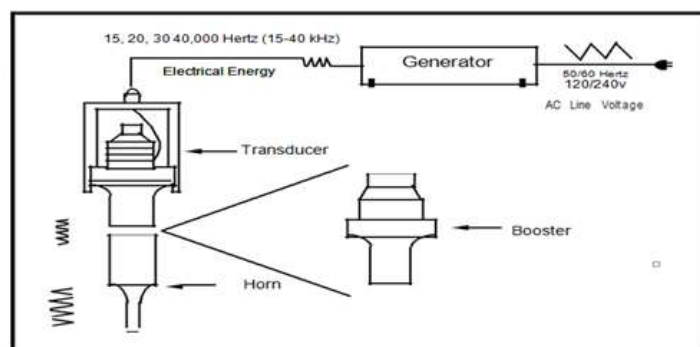 15, 20, 30 40,000 Hertz (15-40 kHz)
Electrical Energy
Generator
50/60 Hertz
120/240v
AC Line Voltage
Transducer
Booster
Horn